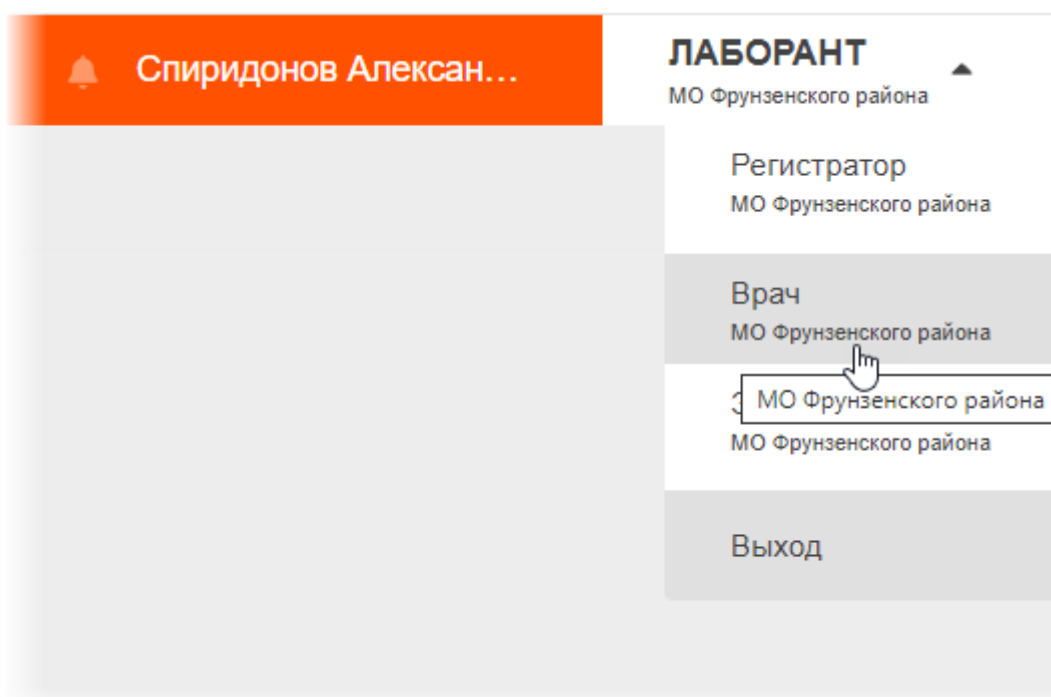 Спиридонов Алексан...
ЛАБОРАНТ
МО Фрунзенского района
Регистратор
МО Фрунзенского района
Врач
МО Фрунзенского района
МО Фрунзенского района
МО Фрунзенского района
Выход